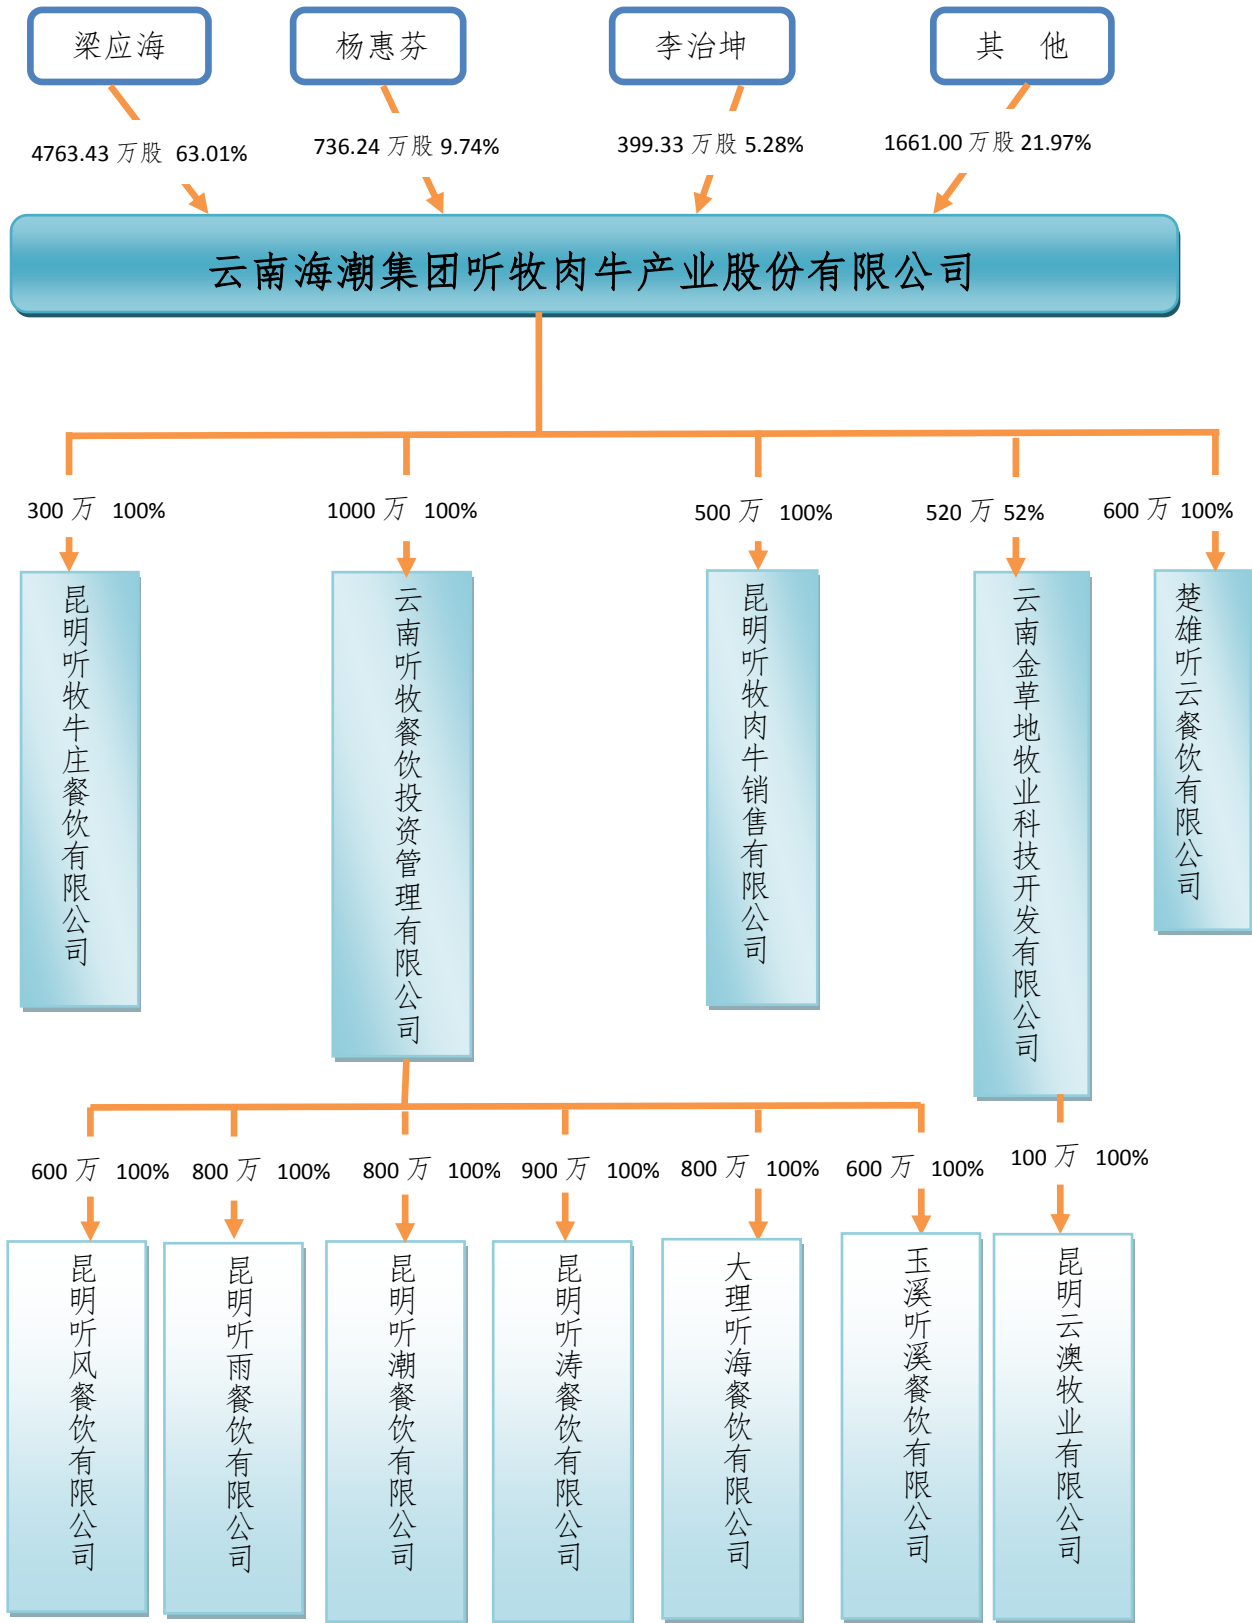 梁应海
杨惠芬
李治坤
其 他
4763.43 万股 63.01%
736.24 万股 9.74%
399.33 万股 5.28%
1661.00 万股 21.97%
云南海潮集团听牧肉牛产业股份有限公司
300 万 100%
1000 万 100%
500 万 100%
520 万 52%
600 万 100%
昆明听牧牛庄餐饮有限公司
云南听牧餐饮投资管理有限公司
昆明听牧肉牛销售有限公司
云南金草地牧业科技开发有限公司
楚雄听云餐饮有限公司
600 万 100%
800 万 100%
800 万 100%
900 万 100%
800 万 100%
600 万 100%
100 万 100%
昆明听风餐饮有限公司
昆明听雨餐饮有限公司
昆明听潮餐饮有限公司
昆明听涛餐饮有限公司
大理听海餐饮有限公司
玉溪听溪餐饮有限公司
昆明云澳牧业有限公司